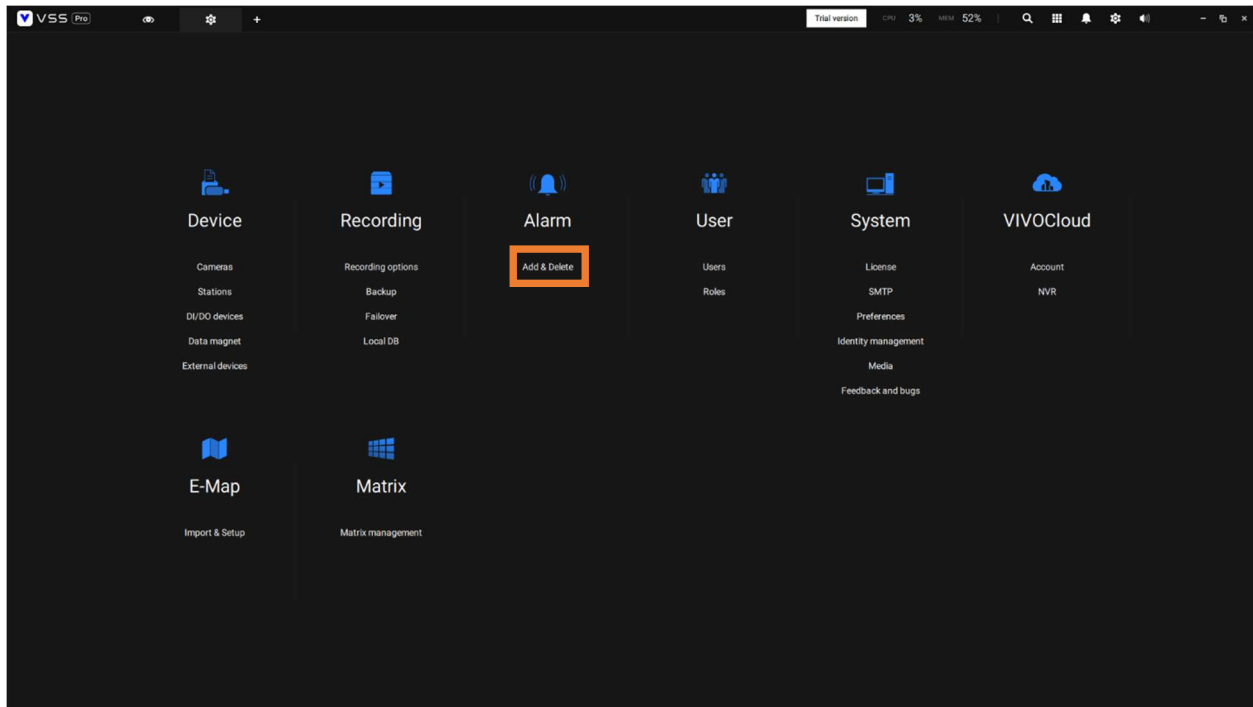 VSS Pro
Trial version CPU 3% MEM 52%
Device
Cameras
Stations
DI/DO devices
Data magnet
External devices
Recording
Recording options
Backup
Failover
Local DB
Alarm
Add & Delete
User
Users
Roles
System
License
SMTP
Preferences
Identity management
Media
Feedback and bugs
VIVOCloud
Account
NVR
E-Map
Import & Setup
Matrix
Matrix management